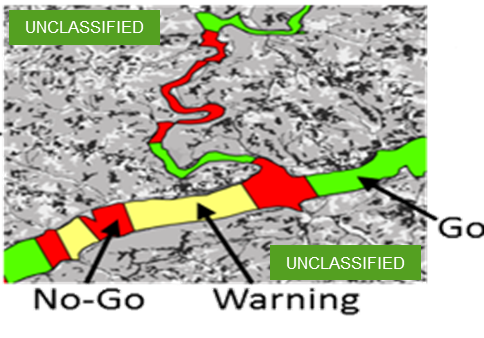 UNCLASSIFIED
Go
UNCLASSIFIED
No-Go
Warning